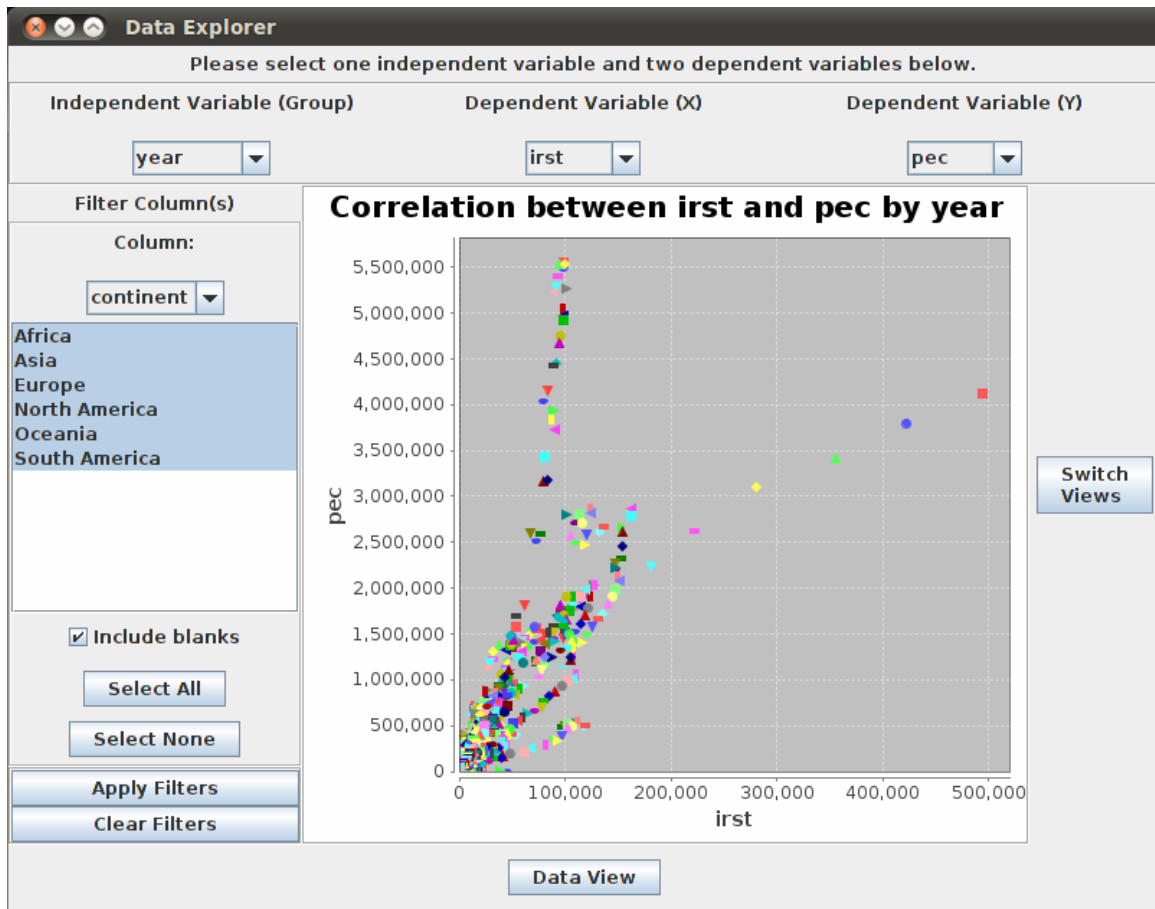 Data Explorer
Please select one independent variable and two dependent variables below.
Independent Variable (Group)
Dependent Variable (X)
Dependent Variable (Y)
year
irst
pec
Filter Column(s)
Column:
continent
Africa
Asia
Europe
North America
Oceania
South America
Include blanks
Select All
Select None
Apply Filters
Clear Filters
Correlation between irst and pec by year
pec
5,500,000
5,000,000
4,500,000
4,000,000
3,500,000
3,000,000
2,500,000
2,000,000
1,500,000
1,000,000
500,000
0
0 100,000 200,000 300,000 400,000 500,000
irst
Switch
Views
Data View